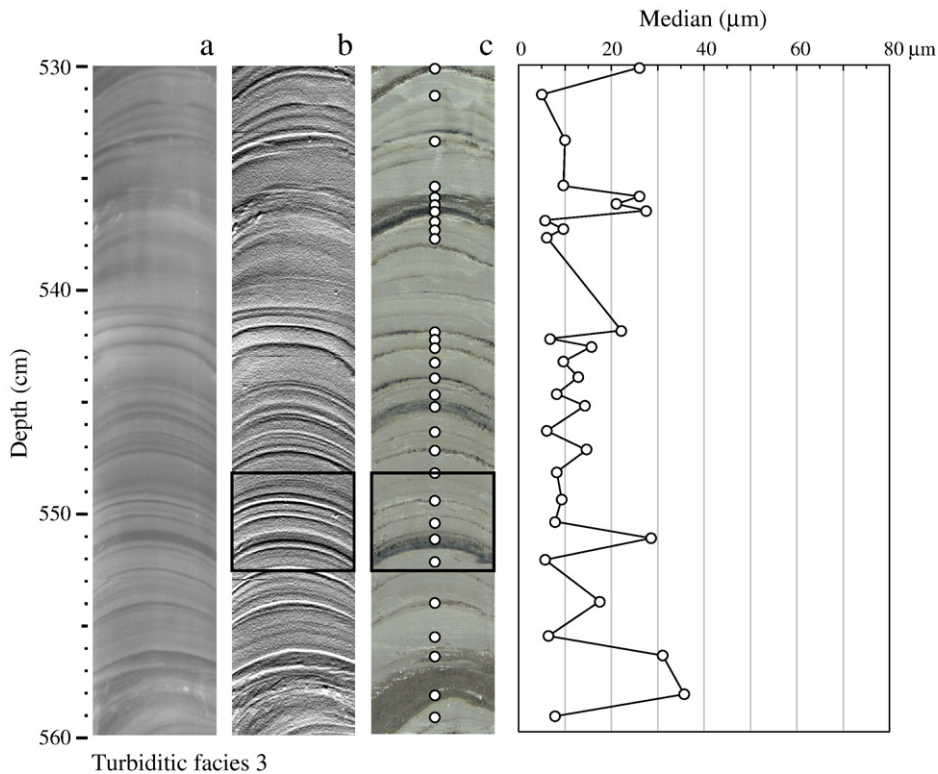 Median (μm)
a b c 0 20 40 60 80 μm
530
540
Depth (cm)
550
560
Turbiditic facies 3